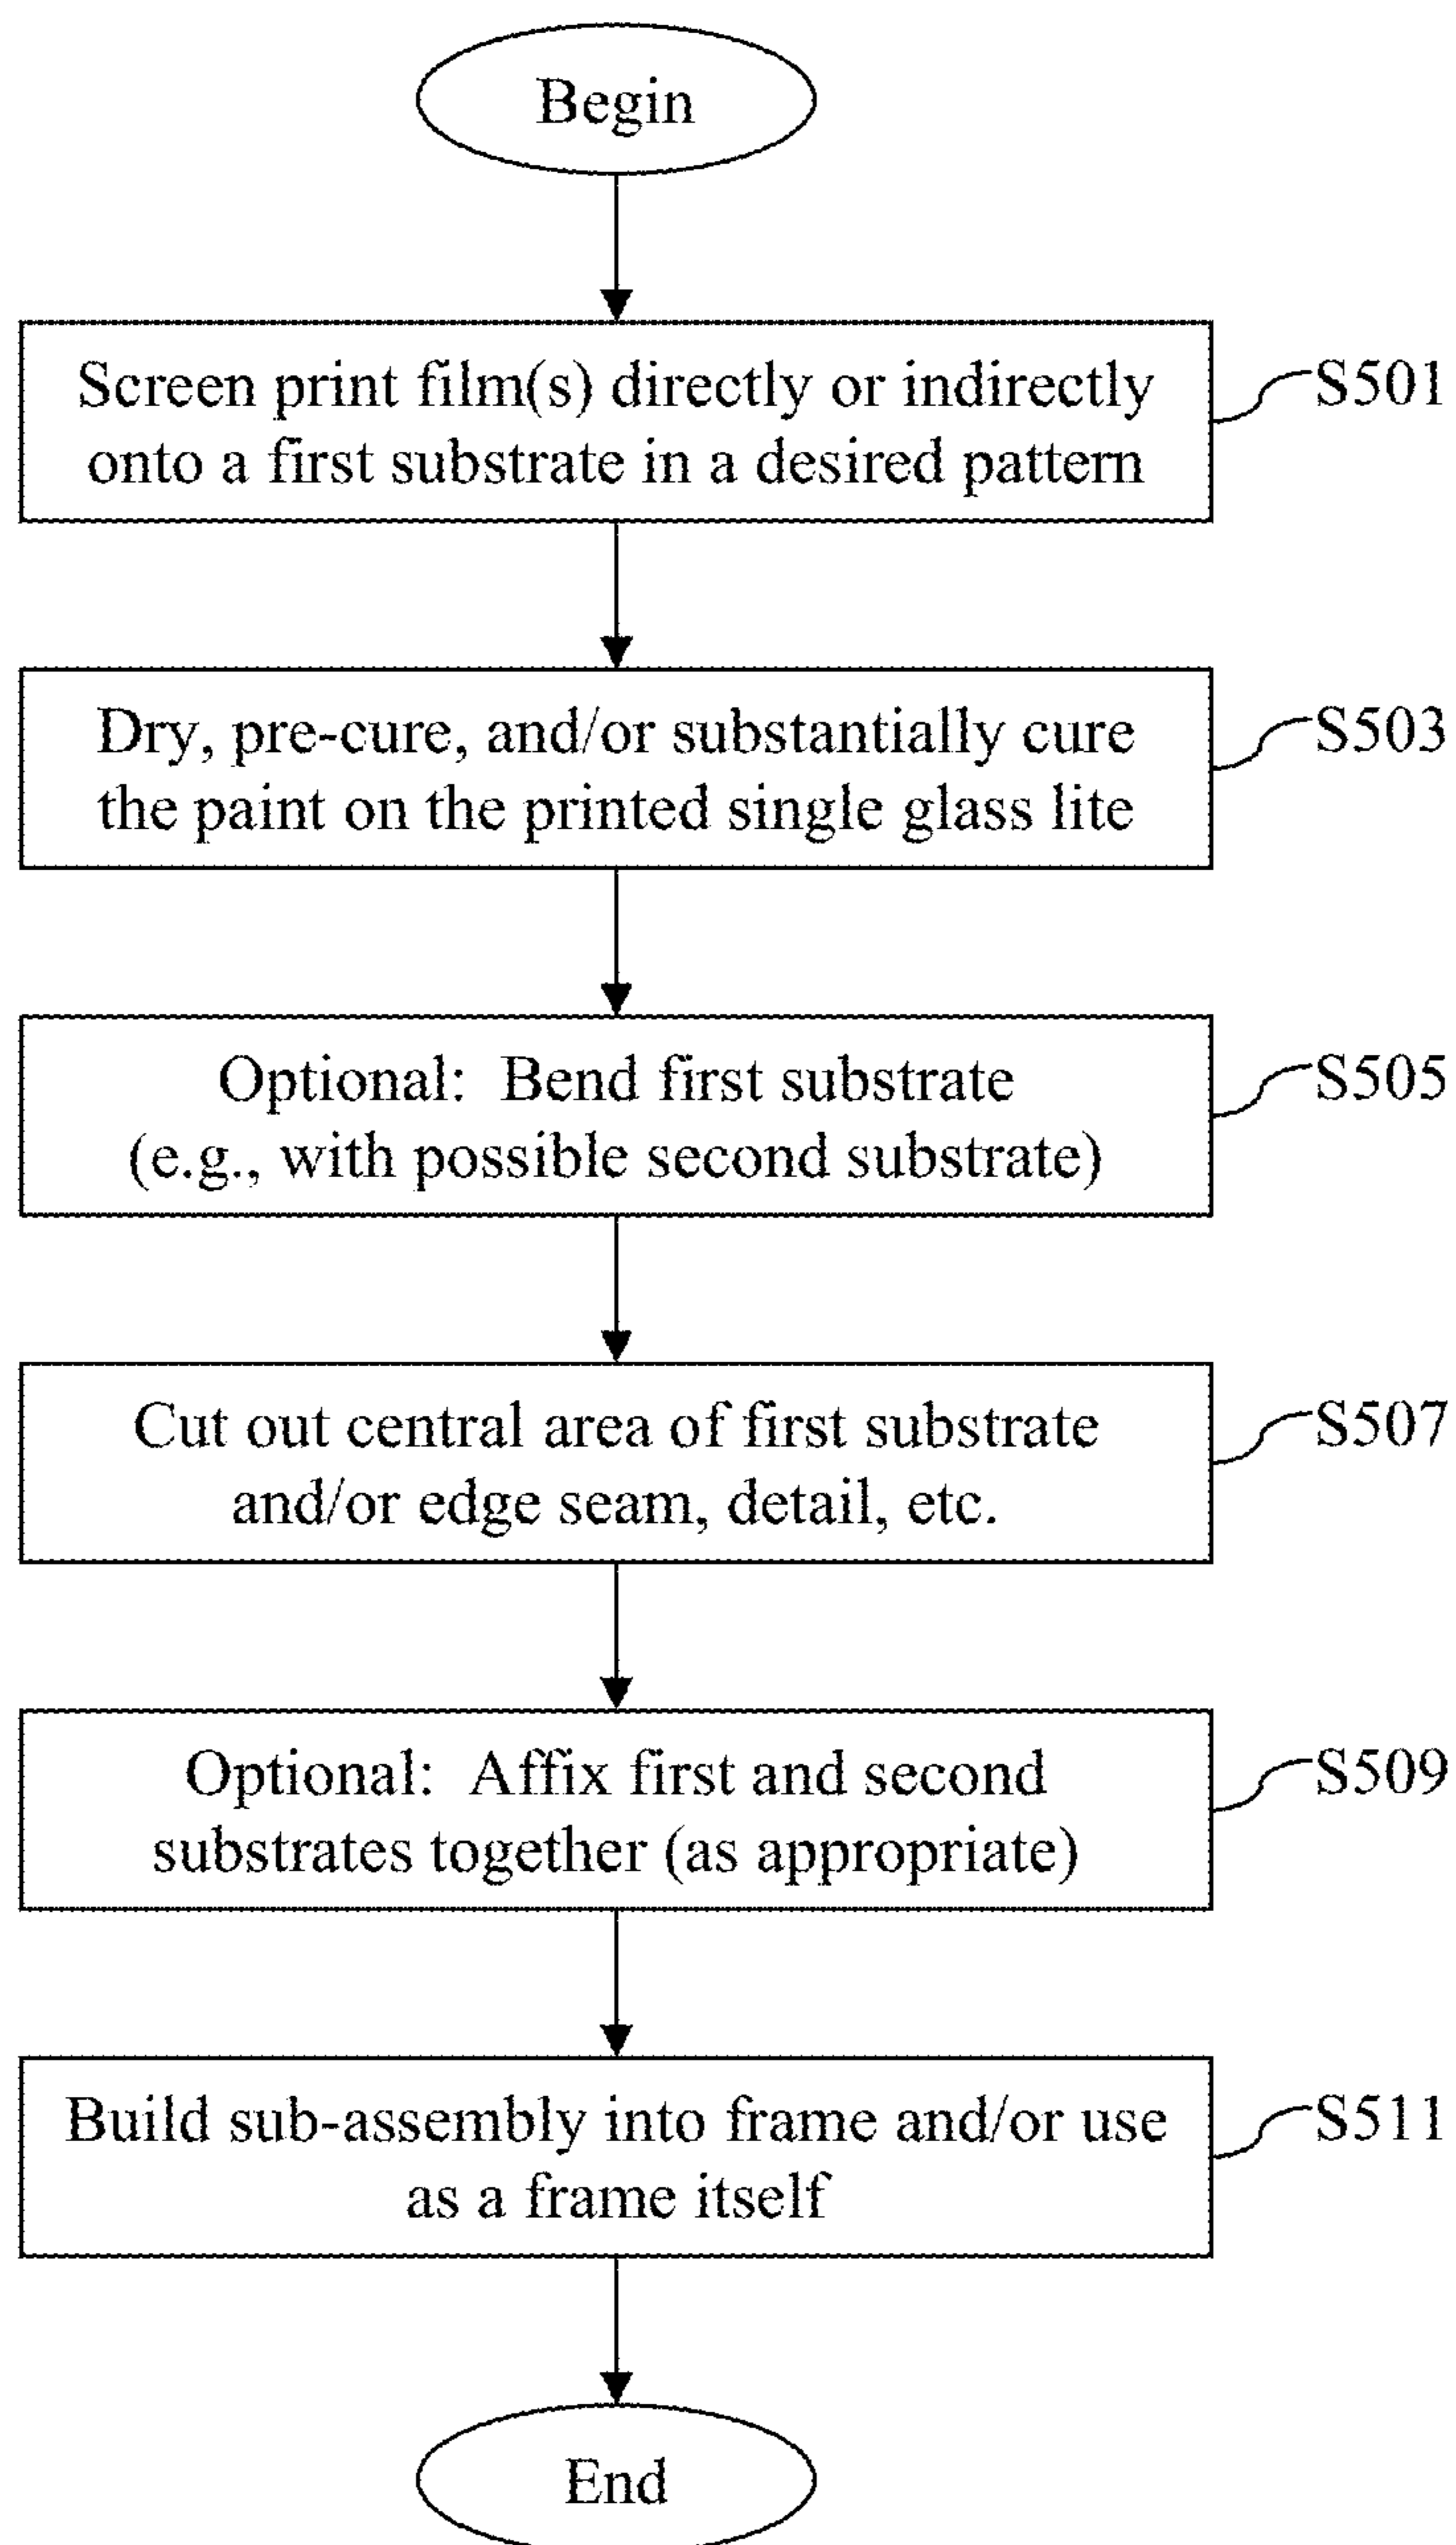 Begin
Screen print film(s) directly or indirectly
onto a first substrate in a desired pattern
S501
Dry, pre-cure, and/or substantially cure
the paint on the printed single glass lite
S503
Optional: Bend first substrate
(e.g., with possible second substrate)
S505
Cut out central area of first substrate
and/or edge seam, detail, etc.
S507
Optional: Affix first and second
substrates together (as appropriate)
S509
Build sub-assembly into frame and/or use
as a frame itself
S511
End